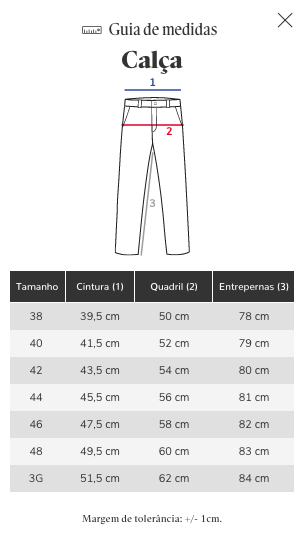 Guia de medidas
Calça
1
2
3
Tamanho Cintura (1) Quadril (2) Entrepernas (3)
38 39,5 cm 50 cm 78 cm
40 41,5 cm 52 cm 79 cm
42 43,5 cm 54 cm 80 cm
44 45,5 cm 56 cm 81 cm
46 47,5 cm 58 cm 82 cm
48 49,5 cm 60 cm 83 cm
3G 51,5 cm 62 cm 84 cm
Margem de tolerância: +/- 1cm.